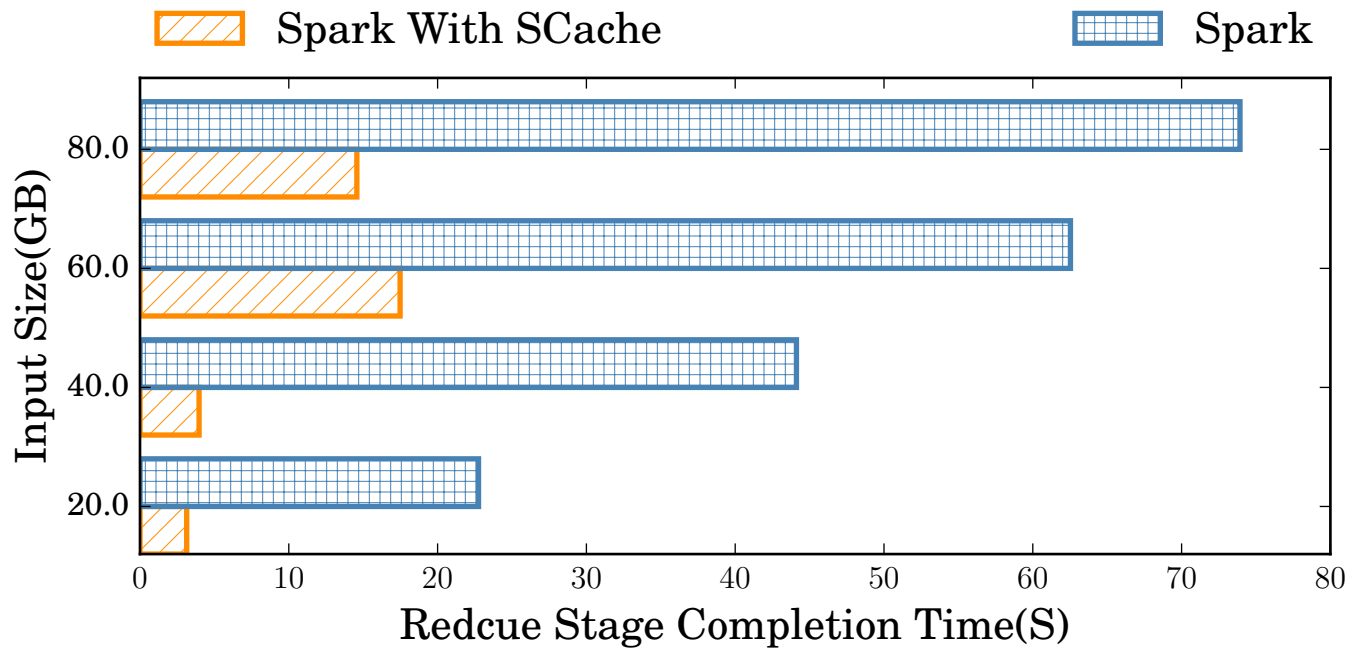 Spark With SCache
Spark
Input Size(GB)
80.0
60.0
40.0
20.0
0 10 20 30 40 50 60 70 80
Redcue Stage Completion Time(S)